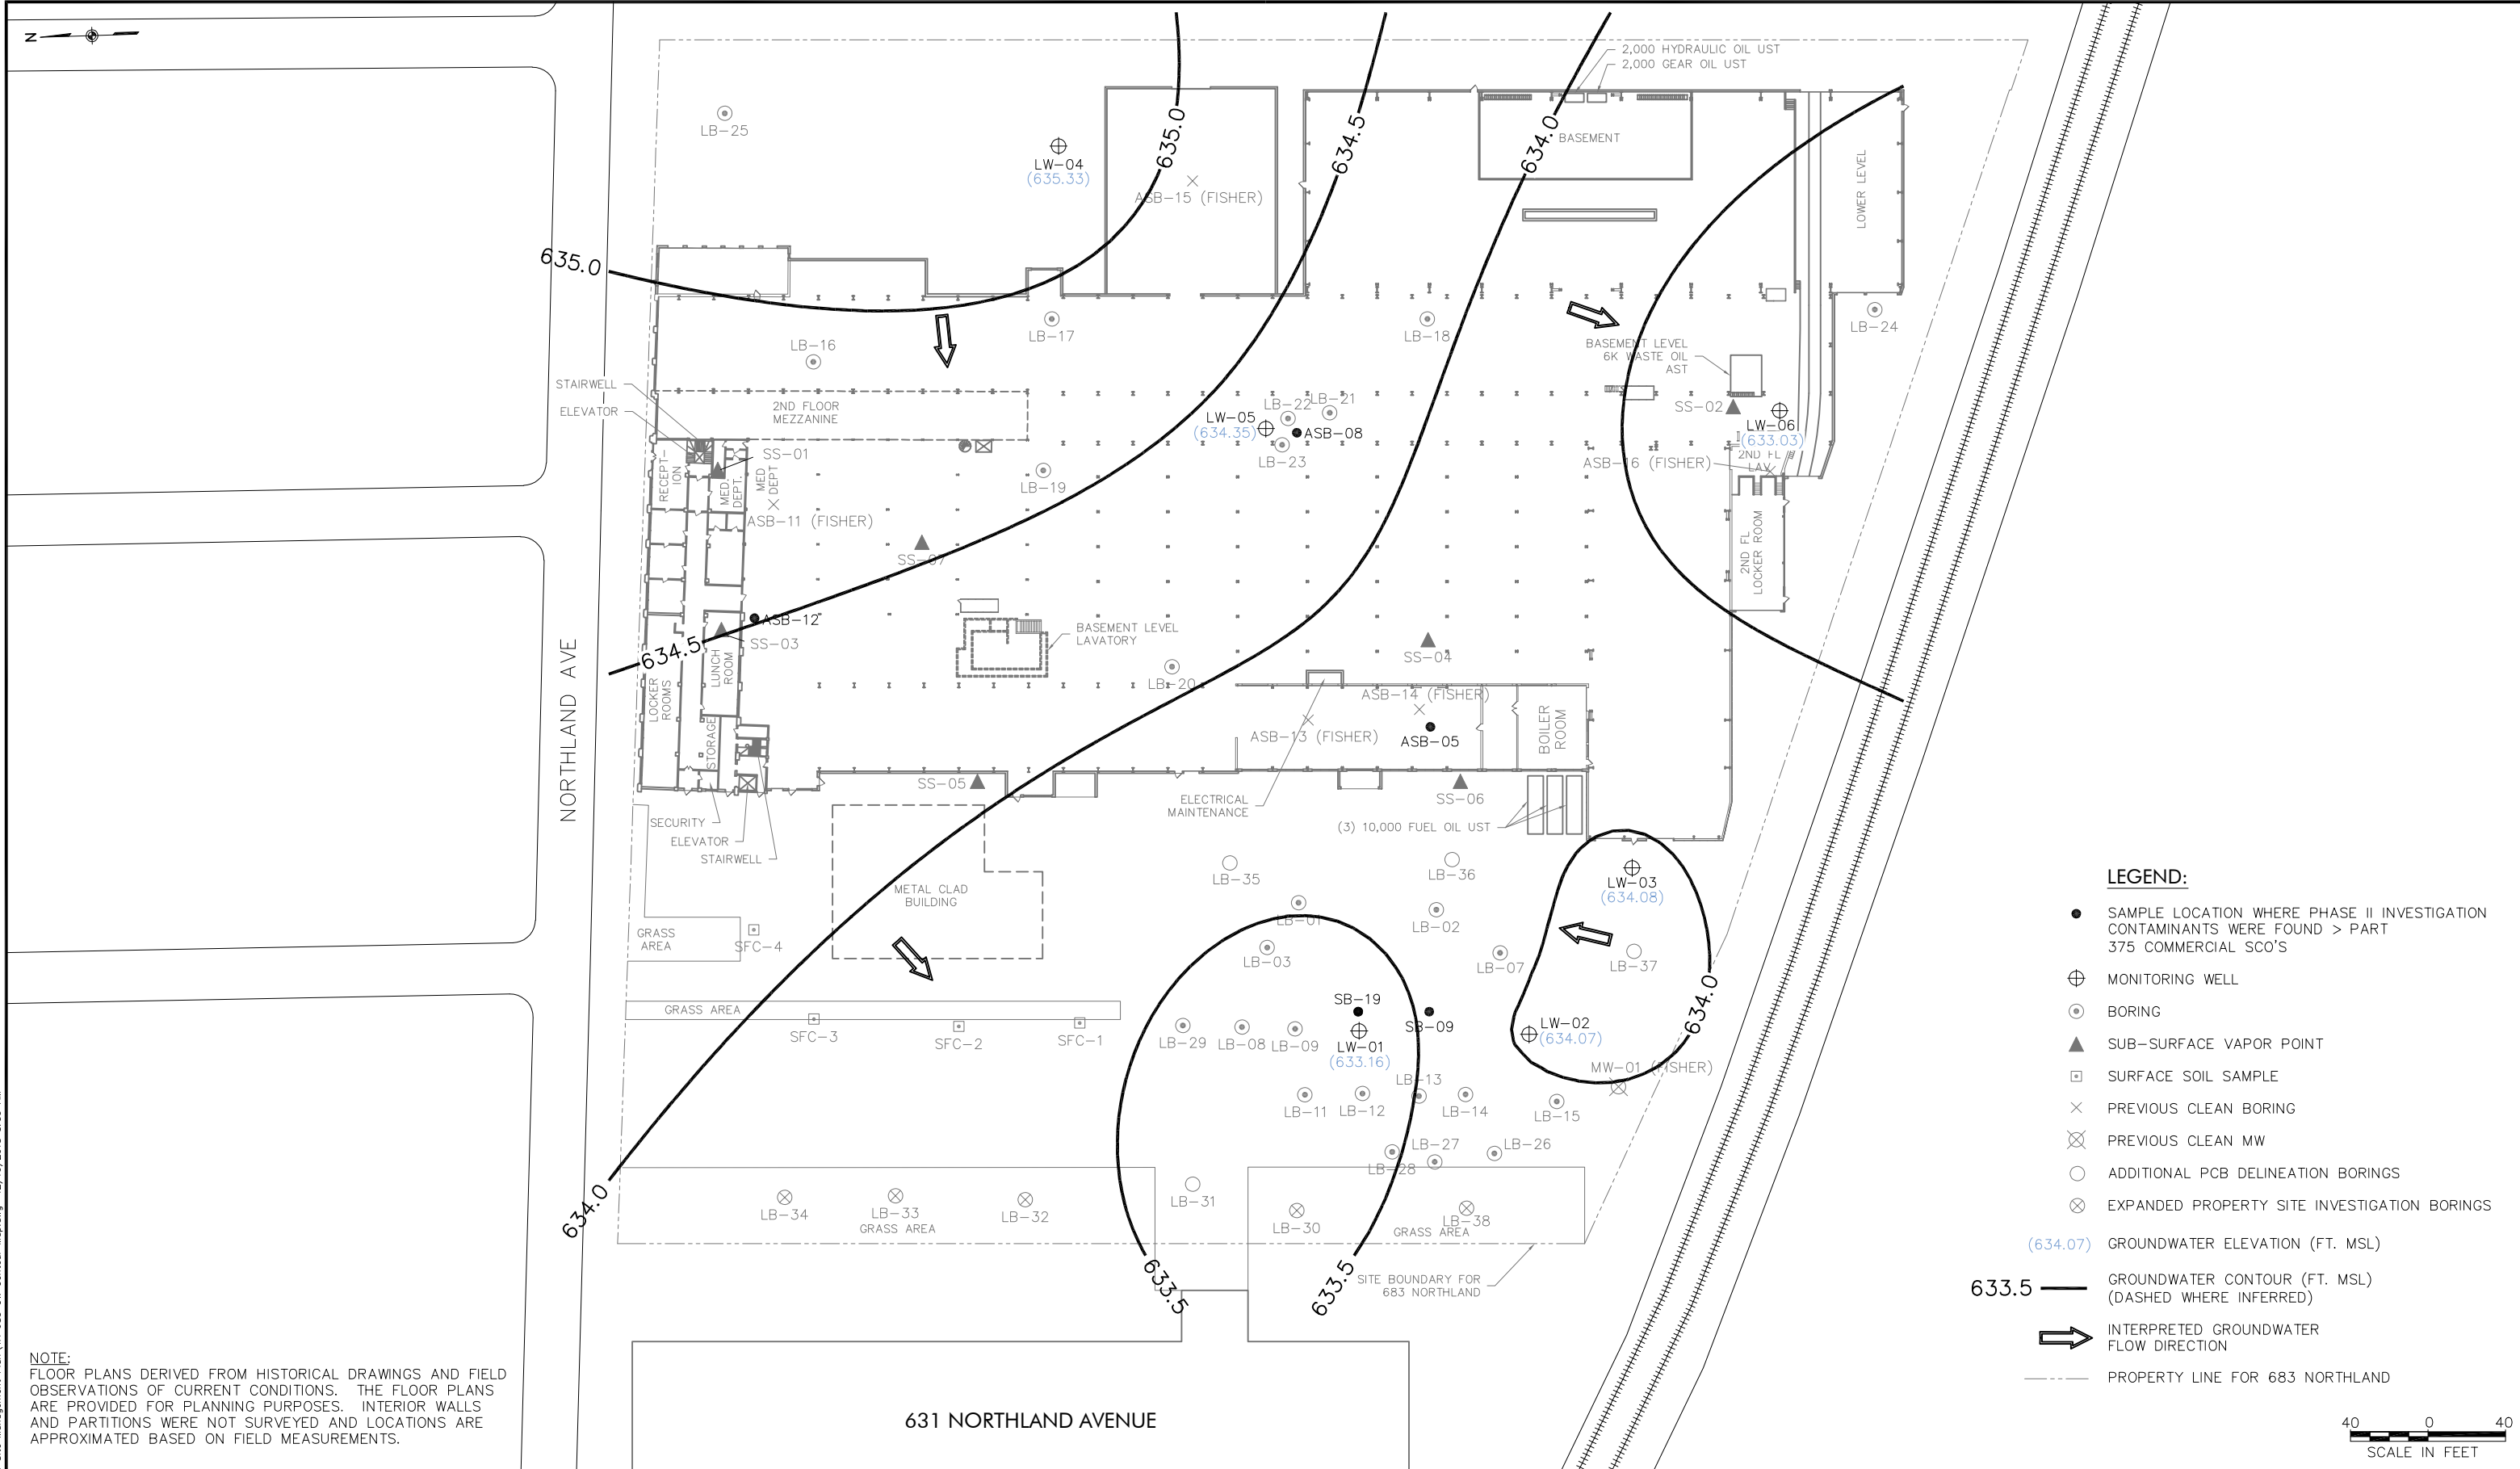 N
2,000 HYDRAULIC OIL UST
2,000 GEAR OIL UST
LB-25
LW-04
(635.33)
635.0
634.5
634.0
BASEMENT
ASB-15 (FISHER)
LOWER LEVEL
635.0
LB-16
LB-17
LB-18
LB-24
STAIRWELL
ELEVATOR
2ND FLOOR
MEZZANINE
BASEMENT LEVEL
6K WASTE OIL
AST
LB-22
LB-21
LW-05
(634.35)
ASB-08
LB-23
SS-02
LW-06
(633.03)
ASB-16 (FISHER)
2ND FL
LAV.
RECEPT-
ION
SS-01
MED.
DEPT.
MED
DEPT
LB-19
ASB-11 (FISHER)
SS-07
2ND FL
LOCKER ROOM
ASB-12
SS-03
634.5
LUNCH
ROOM
LOCKER
ROOMS
STORAGE
BASEMENT LEVEL
LAVATORY
LB-20
SS-04
ASB-14 (FISHER)
ASB-13 (FISHER)
ASB-05
BOILER
ROOM
NORTHLAND AVE
SS-05
SS-06
ELECTRICAL
MAINTENANCE
(3) 10,000 FUEL OIL UST
SECURITY
ELEVATOR
STAIRWELL
METAL CLAD
BUILDING
LB-35
LB-36
LW-03
(634.08)
LB-01
LB-02
GRASS
AREA
SFC-4
LB-03
LB-07
LB-37
GRASS AREA
SFC-3
SFC-2
SFC-1
LB-29
LB-08
LB-09
SB-19
LW-01
(633.16)
SB-09
LW-02
(634.07)
634.0
MW-01 (FISHER)
LB-11
LB-12
LB-13
LB-14
LB-15
LB-27
LB-26
LB-28
634.0
LB-34
LB-33
GRASS AREA
LB-32
LB-31
LB-30
LB-38
GRASS AREA
633.5
633.5
SITE BOUNDARY FOR
683 NORTHLAND
631 NORTHLAND AVENUE
NOTE:
FLOOR PLANS DERIVED FROM HISTORICAL DRAWINGS AND FIELD
OBSERVATIONS OF CURRENT CONDITIONS. THE FLOOR PLANS
ARE PROVIDED FOR PLANNING PURPOSES. INTERIOR WALLS
AND PARTITIONS WERE NOT SURVEYED AND LOCATIONS ARE
APPROXIMATED BASED ON FIELD MEASUREMENTS.
LEGEND:
SAMPLE LOCATION WHERE PHASE II INVESTIGATION
CONTAMINANTS WERE FOUND > PART
375 COMMERCIAL SCO'S
MONITORING WELL
BORING
SUB-SURFACE VAPOR POINT
SURFACE SOIL SAMPLE
PREVIOUS CLEAN BORING
PREVIOUS CLEAN MW
ADDITIONAL PCB DELINEATION BORINGS
EXPANDED PROPERTY SITE INVESTIGATION BORINGS
(634.07) GROUNDWATER ELEVATION (FT. MSL)
633.5 GROUNDWATER CONTOUR (FT. MSL)
(DASHED WHERE INFERRED)
INTERPRETED GROUNDWATER
FLOW DIRECTION
PROPERTY LINE FOR 683 NORTHLAND
40 0 40
SCALE IN FEET